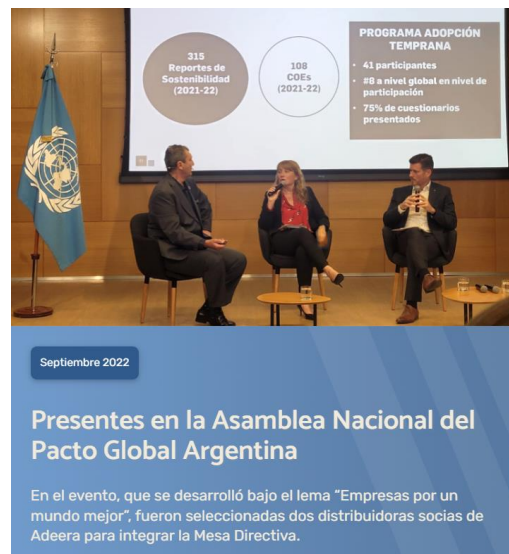 315
Reportes de
Sostenibilidad
(2021-22)
108
COEs
(2021-22)
PROGRAMA ADOPCIÓN
TEMPRANA
• 41 participantes
• #8 a nivel global en nivel de
participación
• 75% de cuestionarios
presentados
Septiembre 2022
Presentes en la Asamblea Nacional del
Pacto Global Argentina
En el evento, que se desarrolló bajo el lema “Empresas por un
mundo mejor”, fueron seleccionadas dos distribuidoras socias de
Adeera para integrar la Mesa Directiva.